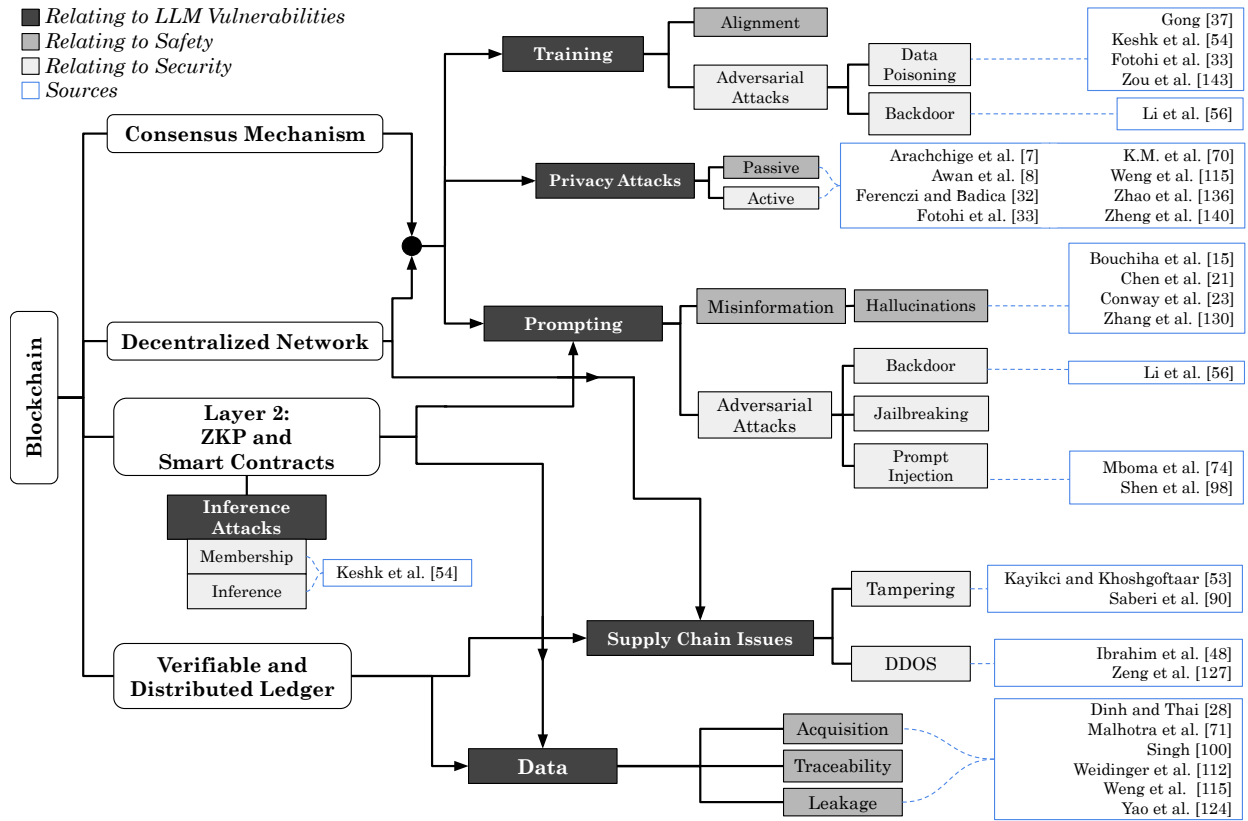 Relating to LLM Vulnerabilities
Relating to Safety
Relating to Security
Sources
Blockchain
Consensus Mechanism
Decentralized Network
Layer 2:
ZKP and
Smart Contracts
Inference
Attacks
Membership
Inference
Keshk et al. [54]
Verifiable and
Distributed Ledger
Training
Alignment
Adversarial
Attacks
Data
Poisoning
Backdoor
Gong [37]
Keshk et al. [54]
Fotohi et al. [33]
Zou et al. [143]
Li et al. [56]
Privacy Attacks
Passive
Active
Arachchige et al. [7]
Awan et al. [8]
Ferenczi and Badica [32]
Fotohi et al. [33]
K.M. et al. [70]
Weng et al. [115]
Zhao et al. [136]
Zheng et al. [140]
Prompting
Misinformation
Hallucinations
Bouchiha et al. [15]
Chen et al. [21]
Conway et al. [23]
Zhang et al. [130]
Adversarial
Attacks
Backdoor
Li et al. [56]
Jailbreaking
Prompt
Injection
Mboma et al. [74]
Shen et al. [98]
Supply Chain Issues
Tampering
Kayikci and Khoshgoftaar [53]
Saberi et al. [90]
DDOS
Ibrahim et al. [48]
Zeng et al. [127]
Data
Acquisition
Traceability
Leakage
Dinh and Thai [28]
Malhotra et al. [71]
Singh [100]
Weidinger et al. [112]
Weng et al. [115]
Yao et al. [124]